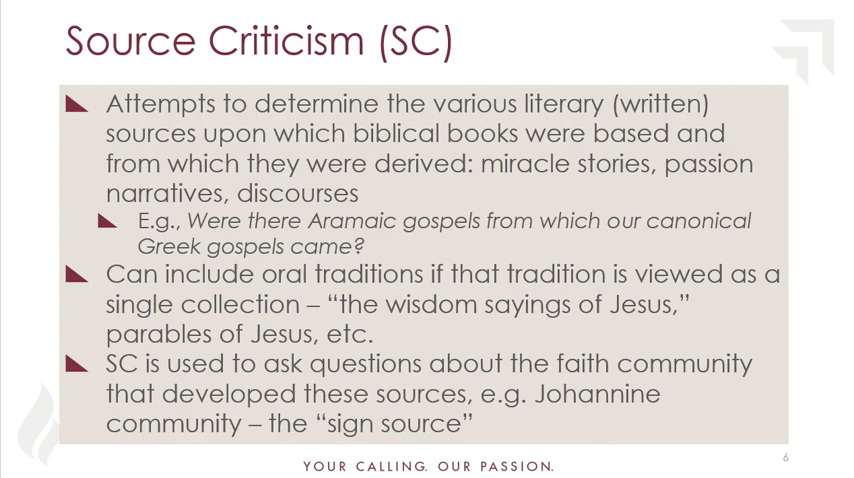 Source Criticism (SC)
Attempts to determine the various literary (written)
sources upon which biblical books were based and
from which they were derived: miracle stories, passion
narratives, discourses
E.g., Were there Aramaic gospels from which our canonical
Greek gospels came?
Can include oral traditions if that tradition is viewed as a
single collection – “the wisdom sayings of Jesus,”
parables of Jesus, etc.
SC is used to ask questions about the faith community
that developed these sources, e.g. Johannine
community – the “sign source”
6
YOUR CALLING. OUR PASSION.